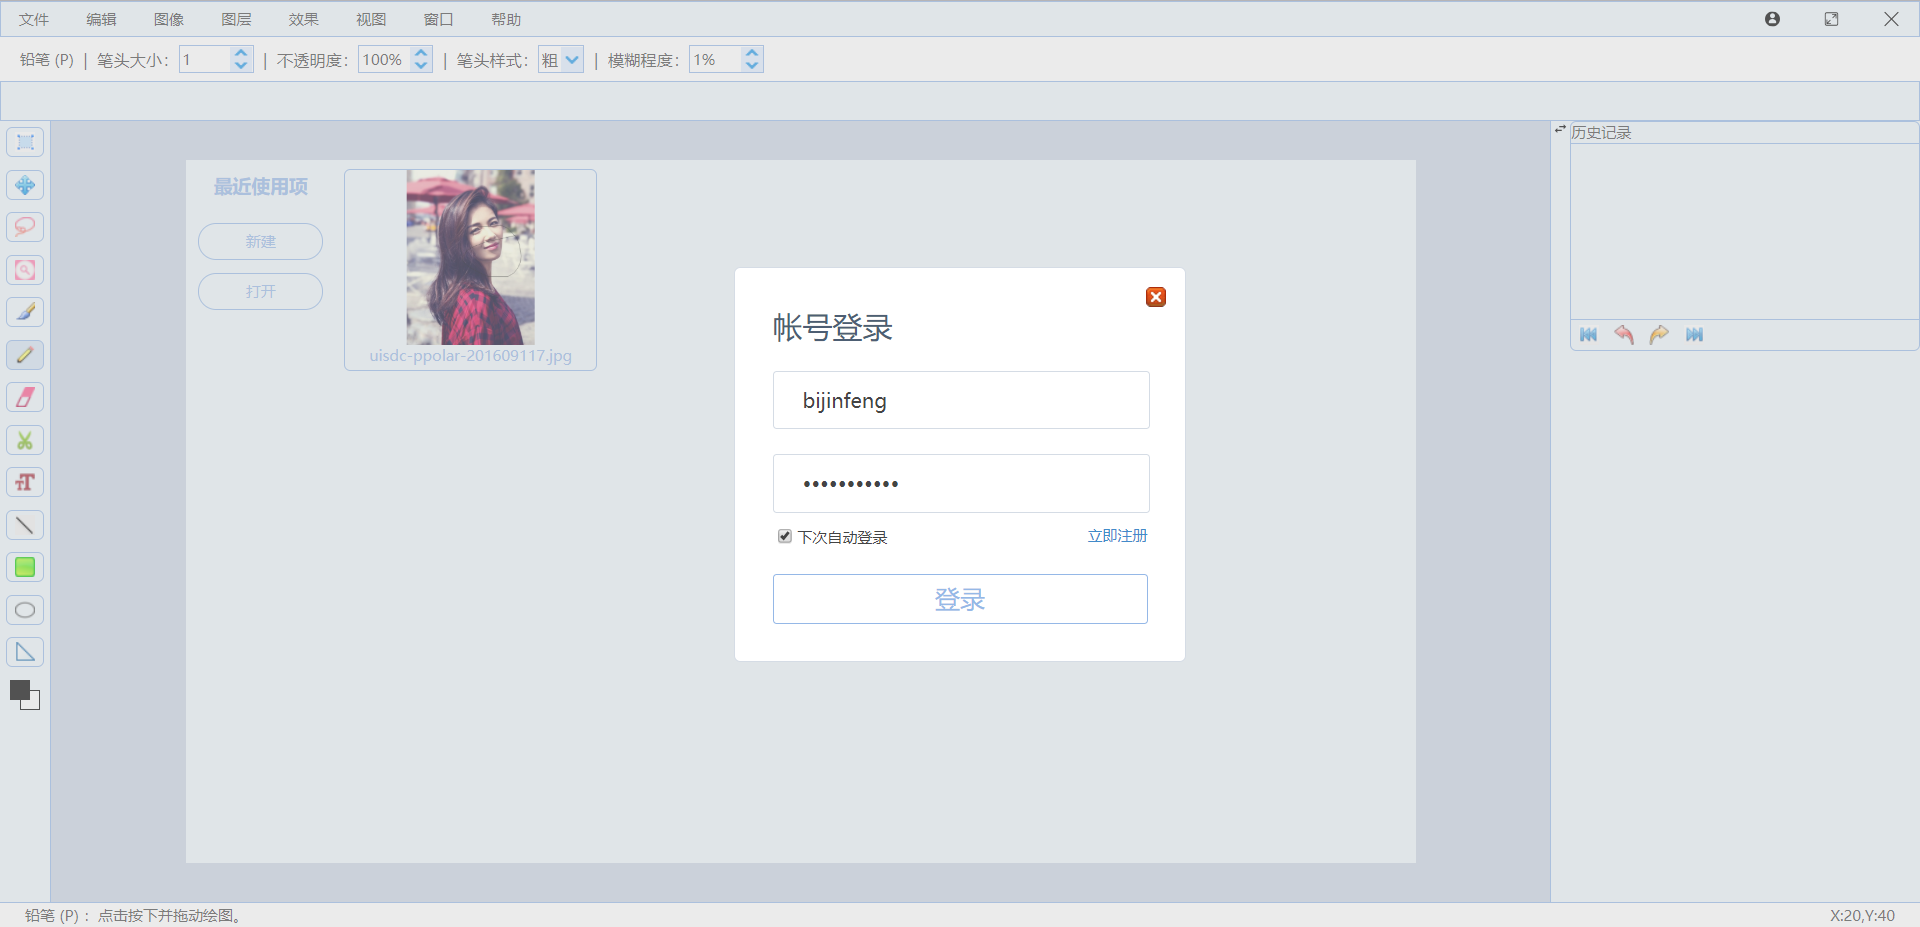 文件 编辑 图像 图层 效果 视图 窗口 帮助
铅笔 (P) | 笔头大小: 1 | 不透明度: 100% | 笔头样式: 粗 | 模糊程度: 1%
历史记录
最近使用项
新建
打开
uisdc-ppolar-201609117.jpg
帐号登录
bijinfeng
•••••••••••
下次自动登录 立即注册
登录
铅笔 (P) : 点击按下并拖动绘图。 X:20,Y:40